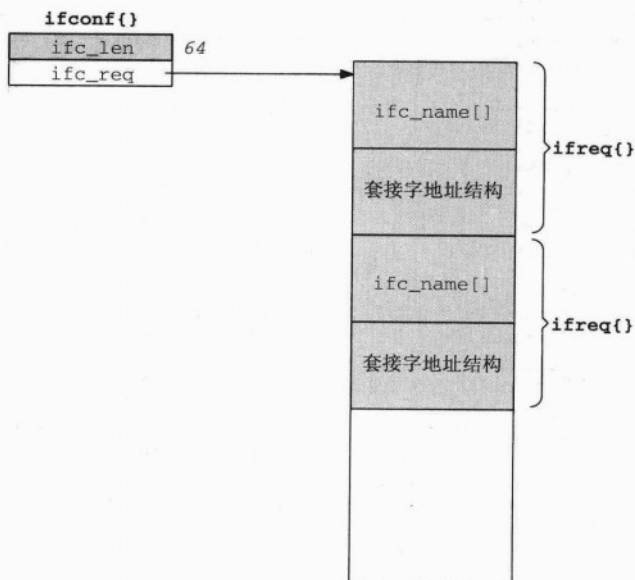 ifconf{}
ifc_len 64
ifc_req
ifc_name[]
套接字地址结构
ifreq{}
ifc_name[]
套接字地址结构
ifreq{}